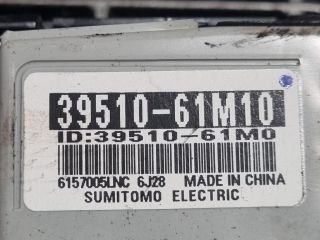 39510-61M10
ID:39510-61M0
6157005LNC 6J28 MADE IN CHINA
SUMITOMO ELECTRIC